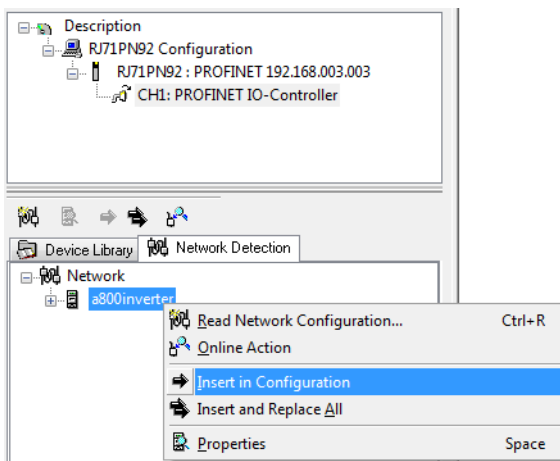 Description
RJ71PN92 Configuration
RJ71PN92 : PROFINET 192.168.003.003
CH1: PROFINET IO-Controller
Device Library Network Detection
Network
a800inverter
Read Network Configuration... Ctrl+R
Online Action
Insert in Configuration
Insert and Replace All
Properties Space